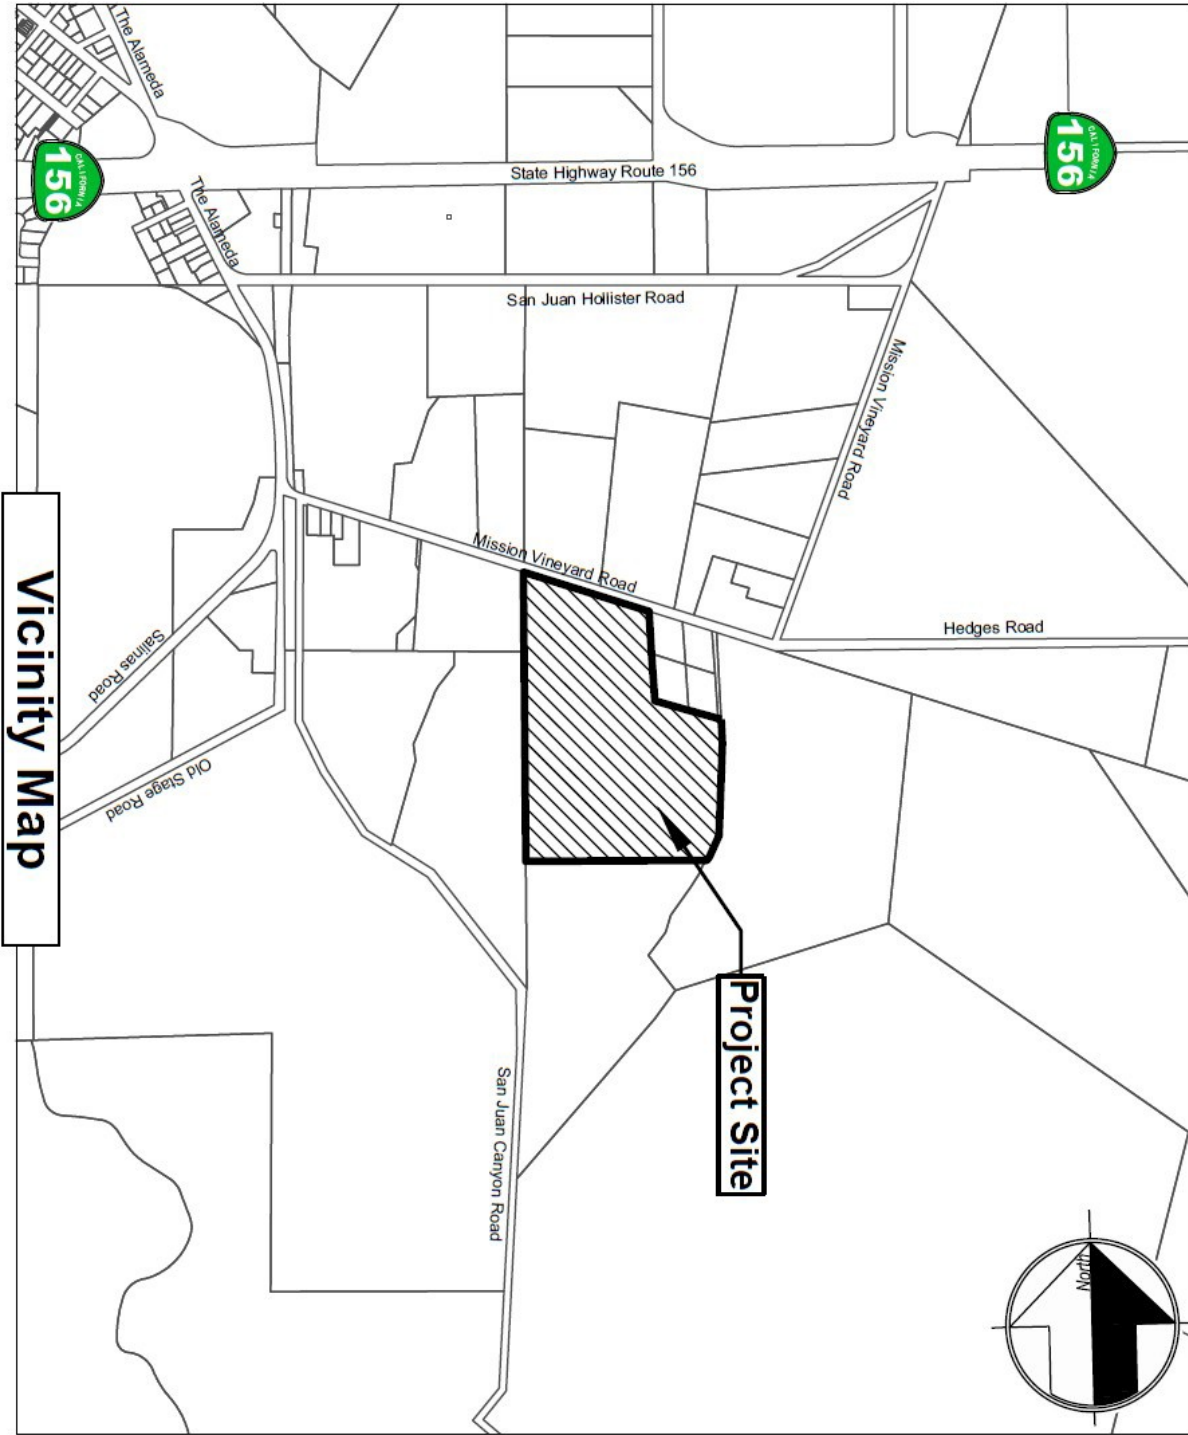 The Alameda
CALIFORNIA
156
CALIFORNIA
156
State Highway Route 156
The Alameda
San Juan Hollister Road
Mission Vineyard Road
Mission Vineyard Road
Hedges Road
Salinas Road
Old Stage Road
Vicinity Map
Project Site
San Juan Canyon Road
North